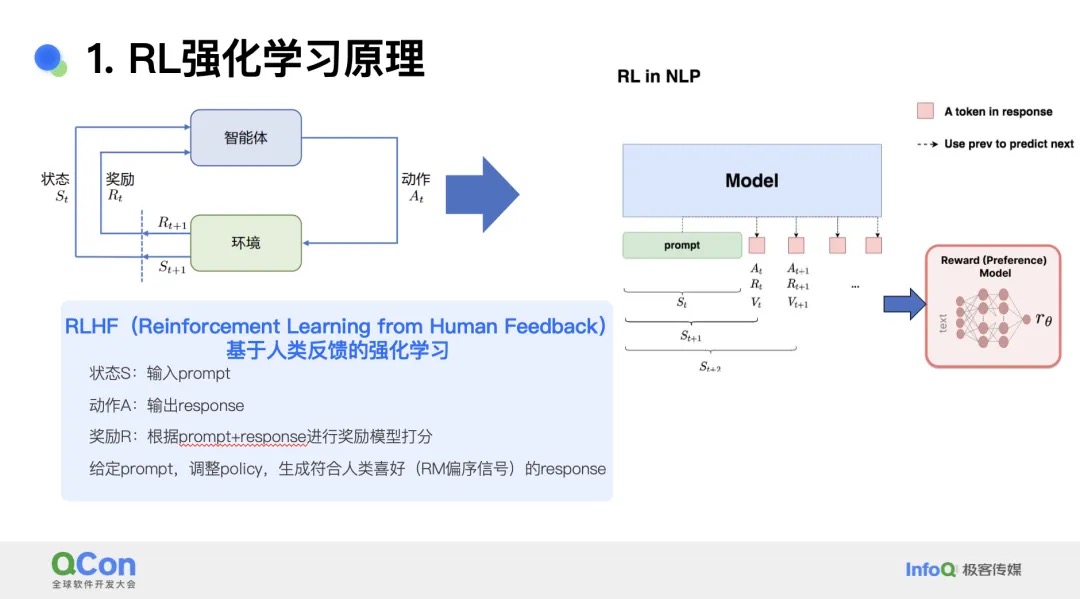 1. RL强化学习原理
智能体
状态
S_t
奖励
R_t
动作
A_t
R_{t+1}
环境
S_{t+1}
RLHF（Reinforcement Learning from Human Feedback）
基于人类反馈的强化学习
状态S：输入prompt
动作A：输出response
奖励R：根据prompt+response进行奖励模型打分
给定prompt，调整policy，生成符合人类喜好（RM偏序信号）的response
RL in NLP
A token in response
Use prev to predict next
Model
prompt
A_t A_{t+1}
R_t R_{t+1} ...
V_t V_{t+1}
S_t
S_{t+1}
S_{t+2}
Reward (Preference)
Model
text
r_θ
QCon
全球软件开发大会
InfoQ 极客传媒